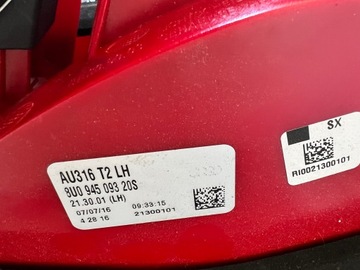 AU316 T2 LH
8U0 945 093 20S
21.30.01 (LH)
07/07/16 09:33:15
4 28 16 21300101
SX
RI0021300101